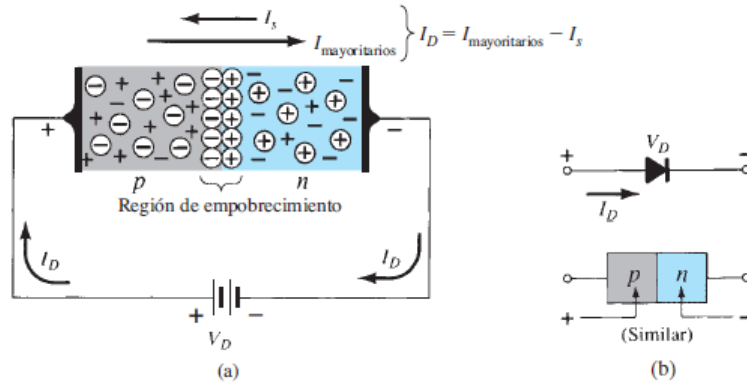 I_s
I_mayoritarios } I_D = I_mayoritarios − I_s
+ −
p n
Región de empobrecimiento
I_D I_D
+ −
V_D
(a)
V_D
+ −
I_D
p n
+ −
(Similar)
(b)